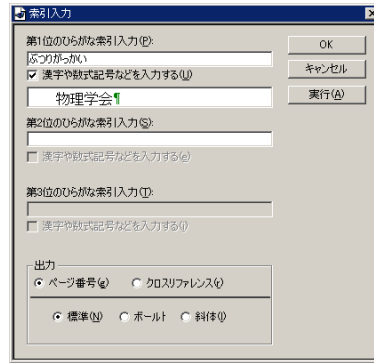 索引入力
第1位のひらがな索引入力(P):
ぶつりがっかい
漢字や数式記号などを入力する(U)
物理学会¶
第2位のひらがな索引入力(S):
漢字や数式記号などを入力する(e)
第3位のひらがな索引入力(T):
漢字や数式記号などを入力する(i)
出力
ページ番号(g) クロスリファレンス(r)
標準(N) ボールド 斜体(I)
OK
キャンセル
実行(A)